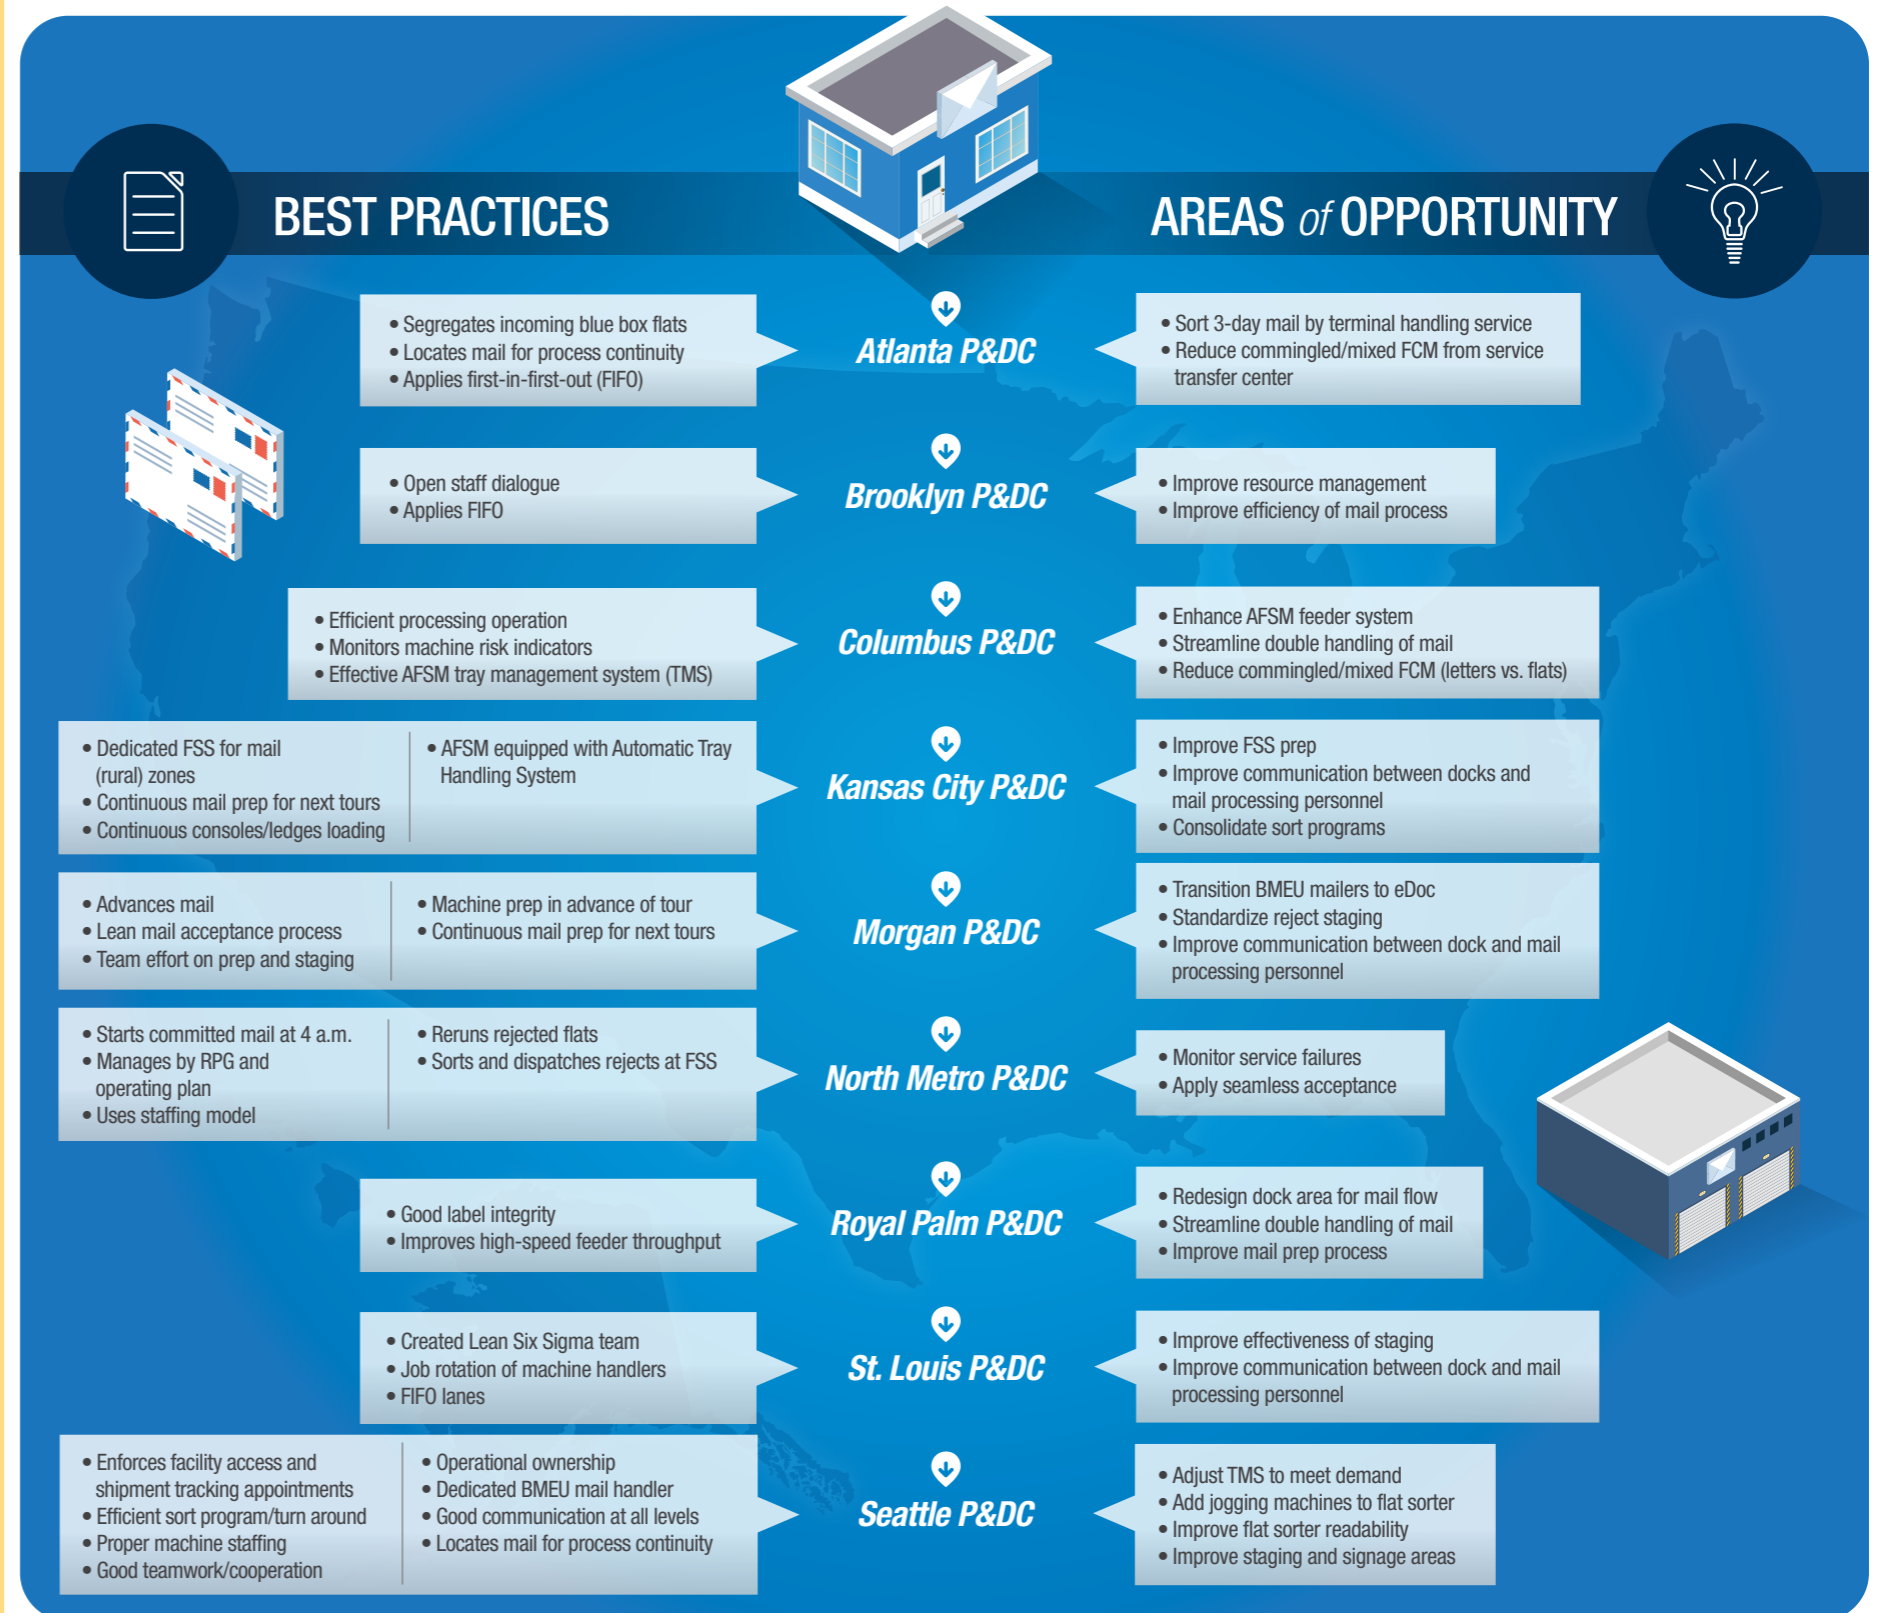 BEST PRACTICES
AREAS of OPPORTUNITY
• Segregates incoming blue box flats
• Locates mail for process continuity
• Applies first-in-first-out (FIFO)
Atlanta P&DC
• Sort 3-day mail by terminal handling service
• Reduce commingled/mixed FCM from service
transfer center
• Open staff dialogue
• Applies FIFO
Brooklyn P&DC
• Improve resource management
• Improve efficiency of mail process
• Efficient processing operation
• Monitors machine risk indicators
• Effective AFSM tray management system (TMS)
Columbus P&DC
• Enhance AFSM feeder system
• Streamline double handling of mail
• Reduce commingled/mixed FCM (letters vs. flats)
• Dedicated FSS for mail
(rural) zones
• Continuous mail prep for next tours
• Continuous consoles/ledges loading
• AFSM equipped with Automatic Tray
Handling System
Kansas City P&DC
• Improve FSS prep
• Improve communication between docks and
mail processing personnel
• Consolidate sort programs
• Advances mail
• Lean mail acceptance process
• Team effort on prep and staging
• Machine prep in advance of tour
• Continuous mail prep for next tours
Morgan P&DC
• Transition BMEU mailers to eDoc
• Standardize reject staging
• Improve communication between dock and mail
processing personnel
• Starts committed mail at 4 a.m.
• Manages by RPG and
operating plan
• Uses staffing model
• Reruns rejected flats
• Sorts and dispatches rejects at FSS
North Metro P&DC
• Monitor service failures
• Apply seamless acceptance
• Good label integrity
• Improves high-speed feeder throughput
Royal Palm P&DC
• Redesign dock area for mail flow
• Streamline double handling of mail
• Improve mail prep process
• Created Lean Six Sigma team
• Job rotation of machine handlers
• FIFO lanes
St. Louis P&DC
• Improve effectiveness of staging
• Improve communication between dock and mail
processing personnel
• Enforces facility access and
shipment tracking appointments
• Efficient sort program/turn around
• Proper machine staffing
• Good teamwork/cooperation
• Operational ownership
• Dedicated BMEU mail handler
• Good communication at all levels
• Locates mail for process continuity
Seattle P&DC
• Adjust TMS to meet demand
• Add jogging machines to flat sorter
• Improve flat sorter readability
• Improve staging and signage areas